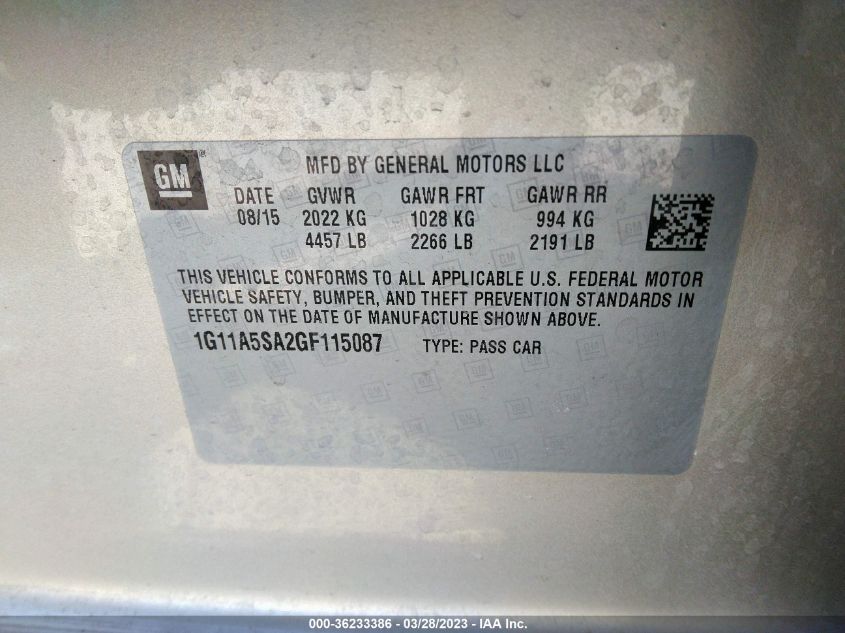 GM
MFD BY GENERAL MOTORS LLC
DATE GVWR GAWR FRT GAWR RR
08/15 2022 KG 1028 KG 994 KG
4457 LB 2266 LB 2191 LB
THIS VEHICLE CONFORMS TO ALL APPLICABLE U.S. FEDERAL MOTOR
VEHICLE SAFETY, BUMPER, AND THEFT PREVENTION STANDARDS IN
EFFECT ON THE DATE OF MANUFACTURE SHOWN ABOVE.
1G11A5SA2GF115087 TYPE: PASS CAR
000-36233386 - 03/28/2023 - IAA Inc.